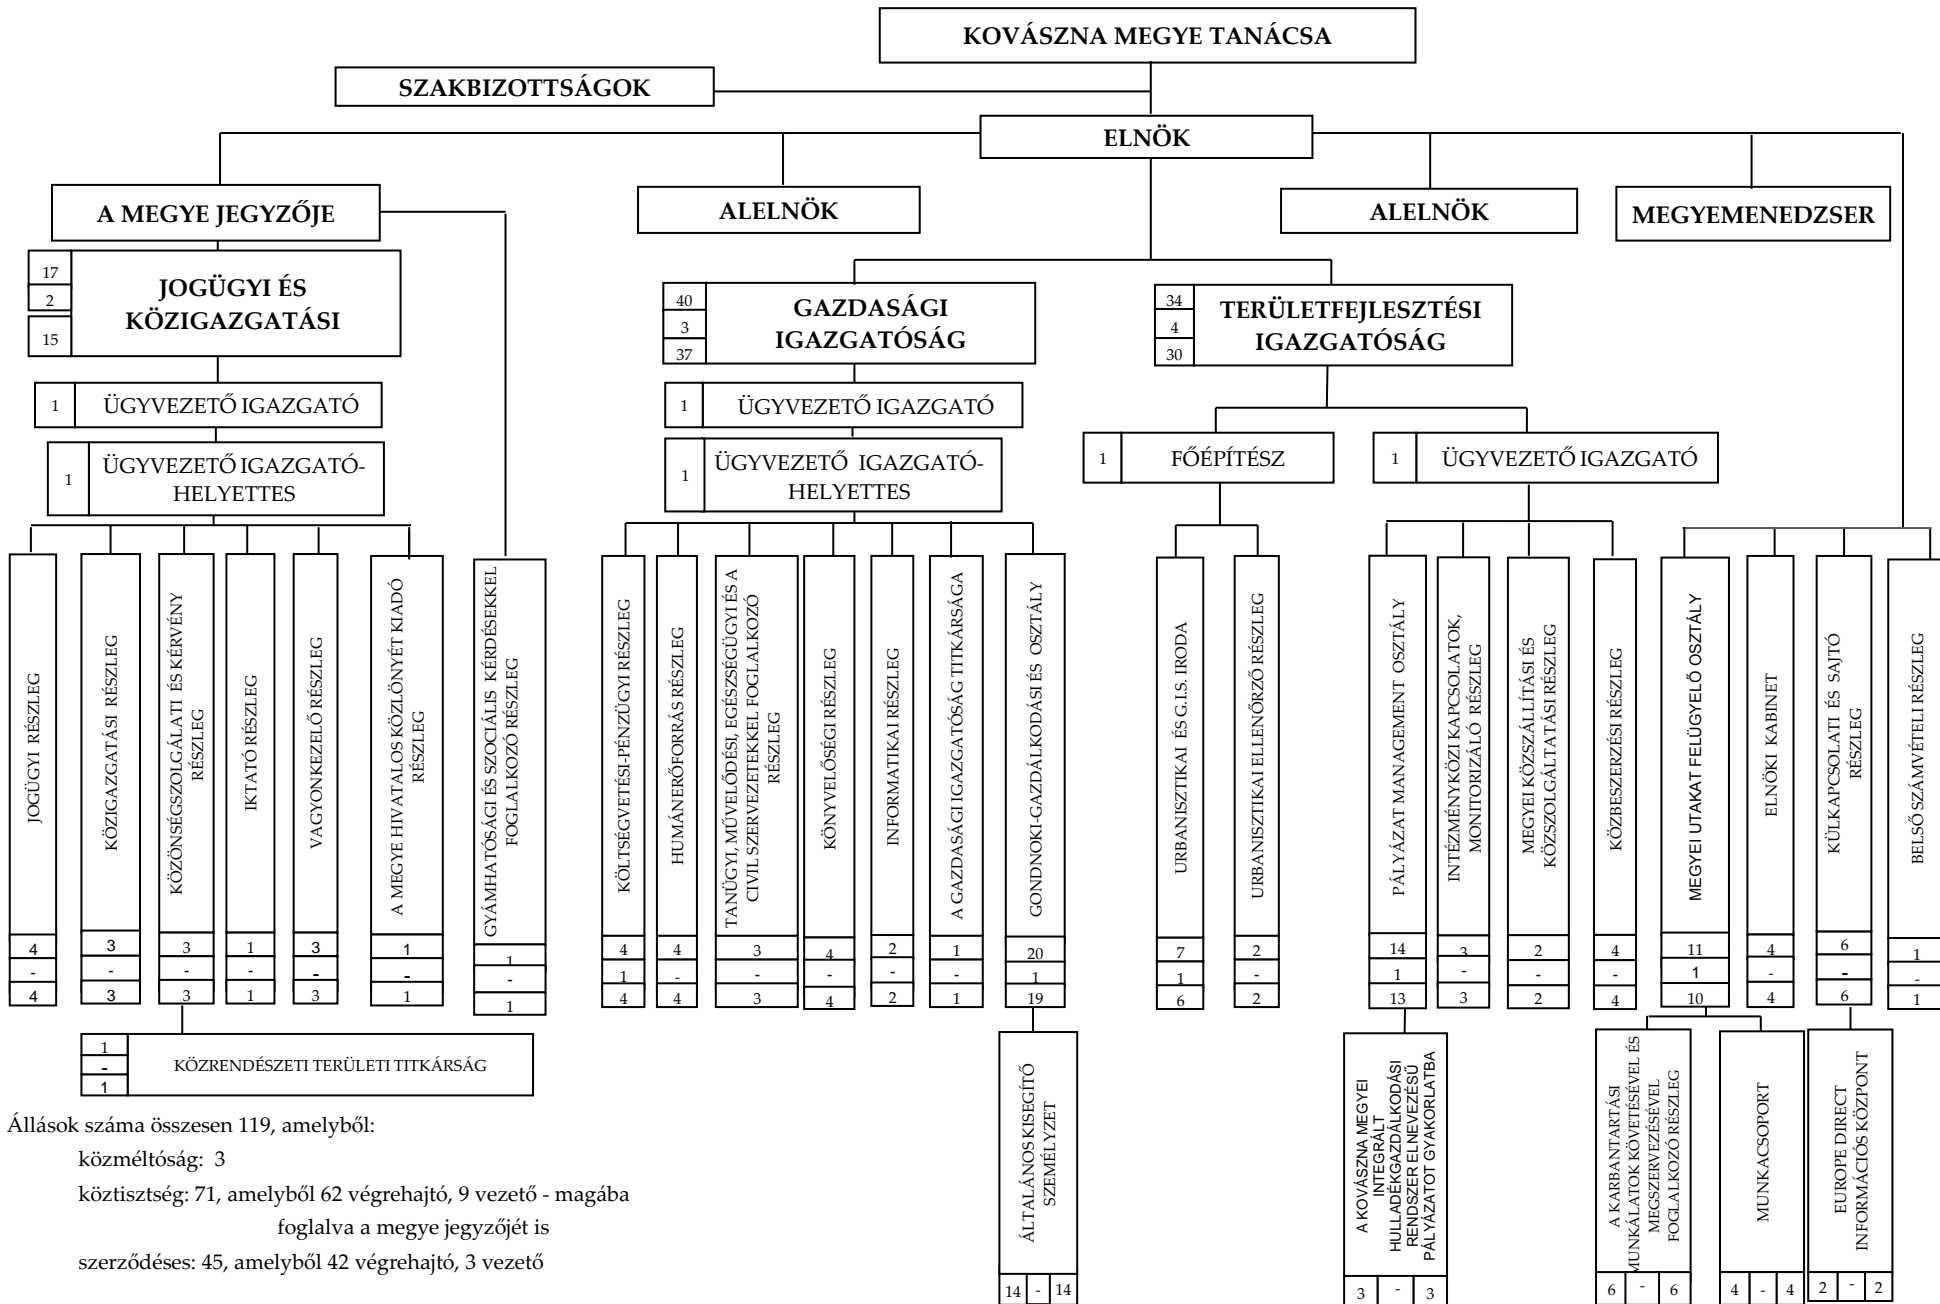 KOVÁSZNA MEGYE TANÁCSA
SZAKBIZOTTSÁGOK
ELNÖK
A MEGYE JEGYZŐJE
ALELNÖK
ALELNÖK
MEGYEMENEDZSER
17
2
15
JOGÜGYI ÉS
KÖZIGAZGATÁSI
40
3
37
GAZDASÁGI
IGAZGATÓSÁG
34
4
30
TERÜLETFEJLESZTÉSI
IGAZGATÓSÁG
1
ÜGYVEZETŐ IGAZGATÓ
1
ÜGYVEZETŐ IGAZGATÓ
1
ÜGYVEZETŐ IGAZGATÓ-
HELYETTES
1
ÜGYVEZETŐ IGAZGATÓ-
HELYETTES
1
FŐÉPÍTÉSZ
1
ÜGYVEZETŐ IGAZGATÓ
JOGÜGYI RÉSZLEG
4
-
4
KÖZIGAZGATÁSI RÉSZLEG
3
-
3
KÖZÖNSÉGSZOLGÁLATI ÉS KÉRVÉNY
RÉSZLEG
3
-
3
IKTATÓ RÉSZLEG
1
-
1
VAGYONKEZELŐ RÉSZLEG
3
-
3
A MEGYE HIVATALOS KÖZLÖNYÉT KIADÓ
RÉSZLEG
1
-
1
GYÁMHATÓSÁGI ÉS SZOCIÁLIS KÉRDÉSEKKEL
FOGLALKOZÓ RÉSZLEG
1
-
1
KÖLTSÉGVETÉSI-PÉNZÜGYI RÉSZLEG
4
1
4
HUMÁNERŐFORRÁS RÉSZLEG
4
-
4
TANÜGYI, MŰVELŐDÉSI, EGÉSZSÉGÜGYI ÉS A
CIVIL SZERVEZETEKKEL FOGLALKOZÓ
RÉSZLEG
3
-
3
KÖNYVELŐSÉGI RÉSZLEG
4
-
4
INFORMATIKAI RÉSZLEG
2
-
2
A GAZDASÁGI IGAZGATÓSÁG TITKÁRSÁGA
1
-
1
GONDNOKI-GAZDÁLKODÁSI ÉS OSZTÁLY
20
1
19
URBANISZTIKAI ÉS G.I.S. IRODA
7
1
6
URBANISZTIKAI ELLENŐRZŐ RÉSZLEG
2
-
2
PÁLYÁZAT MANAGEMENT OSZTÁLY
14
1
13
INTÉZMÉNYKÖZI KAPCSOLATOK,
MONITORIZÁLÓ RÉSZLEG
3
-
3
MEGYEI KÖZSZÁLLÍTÁSI ÉS
KÖZSZOLGÁLTATÁSI RÉSZLEG
2
-
2
KÖZBESZERZÉSI RÉSZLEG
4
-
4
MEGYEI UTAKAT FELÜGYELŐ OSZTÁLY
11
1
10
ELNÖKI KABINET
4
-
4
KÜLKAPCSOLATI ÉS SAJTÓ
RÉSZLEG
6
-
6
BELSŐ SZÁMVÉTELI RÉSZLEG
1
-
1
1
-
1
KÖZRENDÉSZETI TERÜLETI TITKÁRSÁG
ÁLTALÁNOS KISEGÍTŐ
SZEMÉLYZET
14 - 14
A KOVÁSZNA MEGYEI
INTEGRÁLT
HULLADÉKGAZDÁLKODÁSI
RENDSZER ELNEVEZÉSŰ
PÁLYÁZATOT GYAKORLATBA
3 - 3
A KARBANTARTÁSI
MUNKÁLATOK KÖVETÉSÉVEL ÉS
MEGSZERVEZÉSÉVEL
FOGLALKOZÓ RÉSZLEG
6 - 6
MUNKACSOPORT
4 - 4
EUROPE DIRECT
INFORMÁCIÓS KÖZPONT
2 - 2
Állások száma összesen 119, amelyből:
közméltóság: 3
köztisztség: 71, amelyből 62 végrehajtó, 9 vezető - magába
foglalva a megye jegyzőjét is
szerződéses: 45, amelyből 42 végrehajtó, 3 vezető